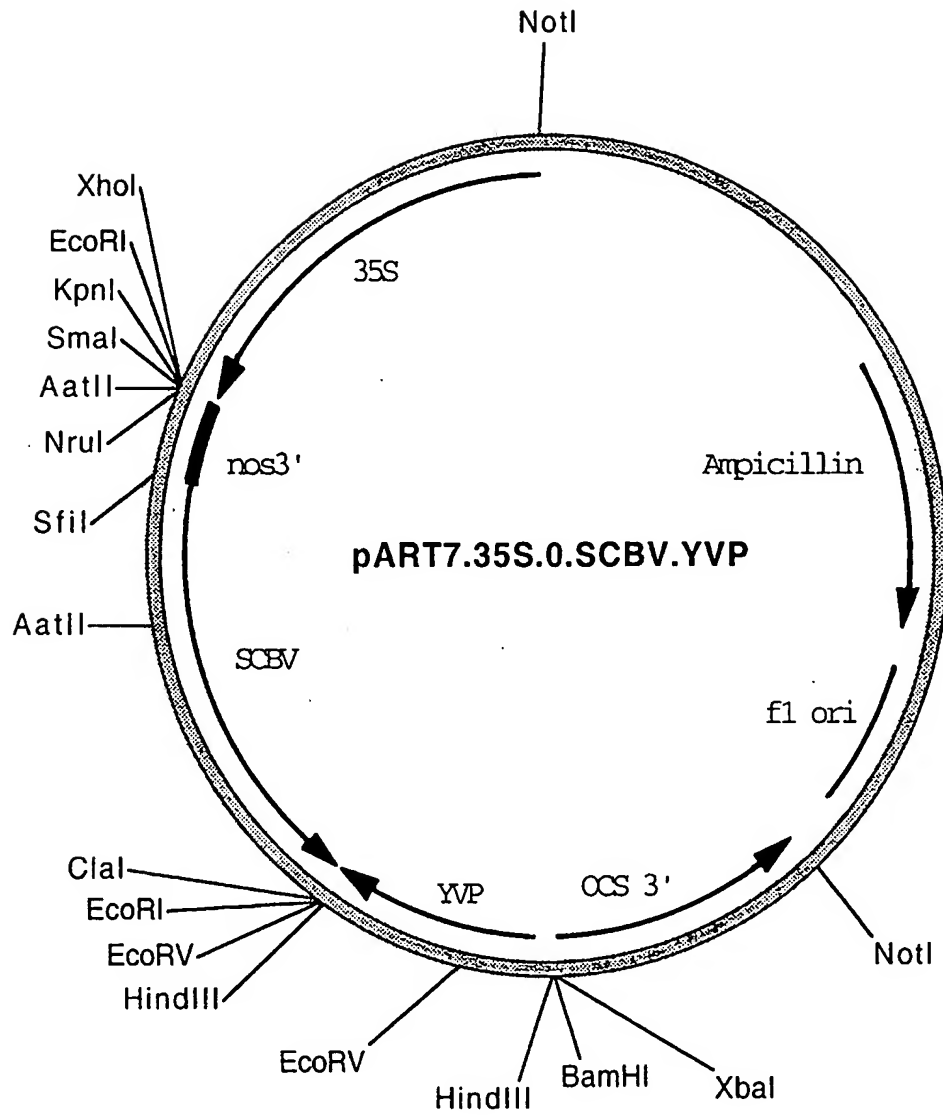 NotI
XhoI
EcoRI
KpnI
SmaI
AatII
NruI
SfiI
AatII
35S
nos3'
Ampicillin
pART7.35S.0.SCBV.YVP
SCBV
f1 ori
ClaI
EcoRI
EcoRV
HindIII
YVP
OCS 3'
NotI
EcoRV
HindIII
BamHI
XbaI